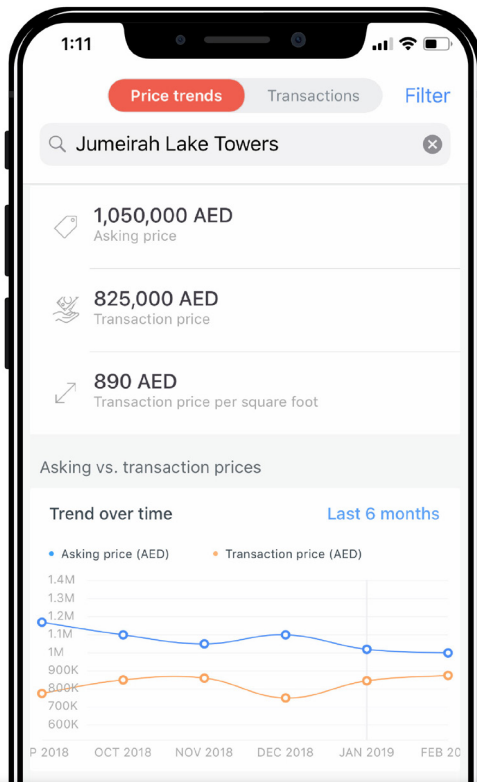 1:11
Price trends Transactions Filter
Jumeirah Lake Towers
1,050,000 AED
Asking price
825,000 AED
Transaction price
890 AED
Transaction price per square foot
Asking vs. transaction prices
Trend over time Last 6 months
Asking price (AED) Transaction price (AED)
1.4M
1.3M
1.2M
1.1M
1M
900K
800K
700K
600K
P 2018 OCT 2018 NOV 2018 DEC 2018 JAN 2019 FEB 20